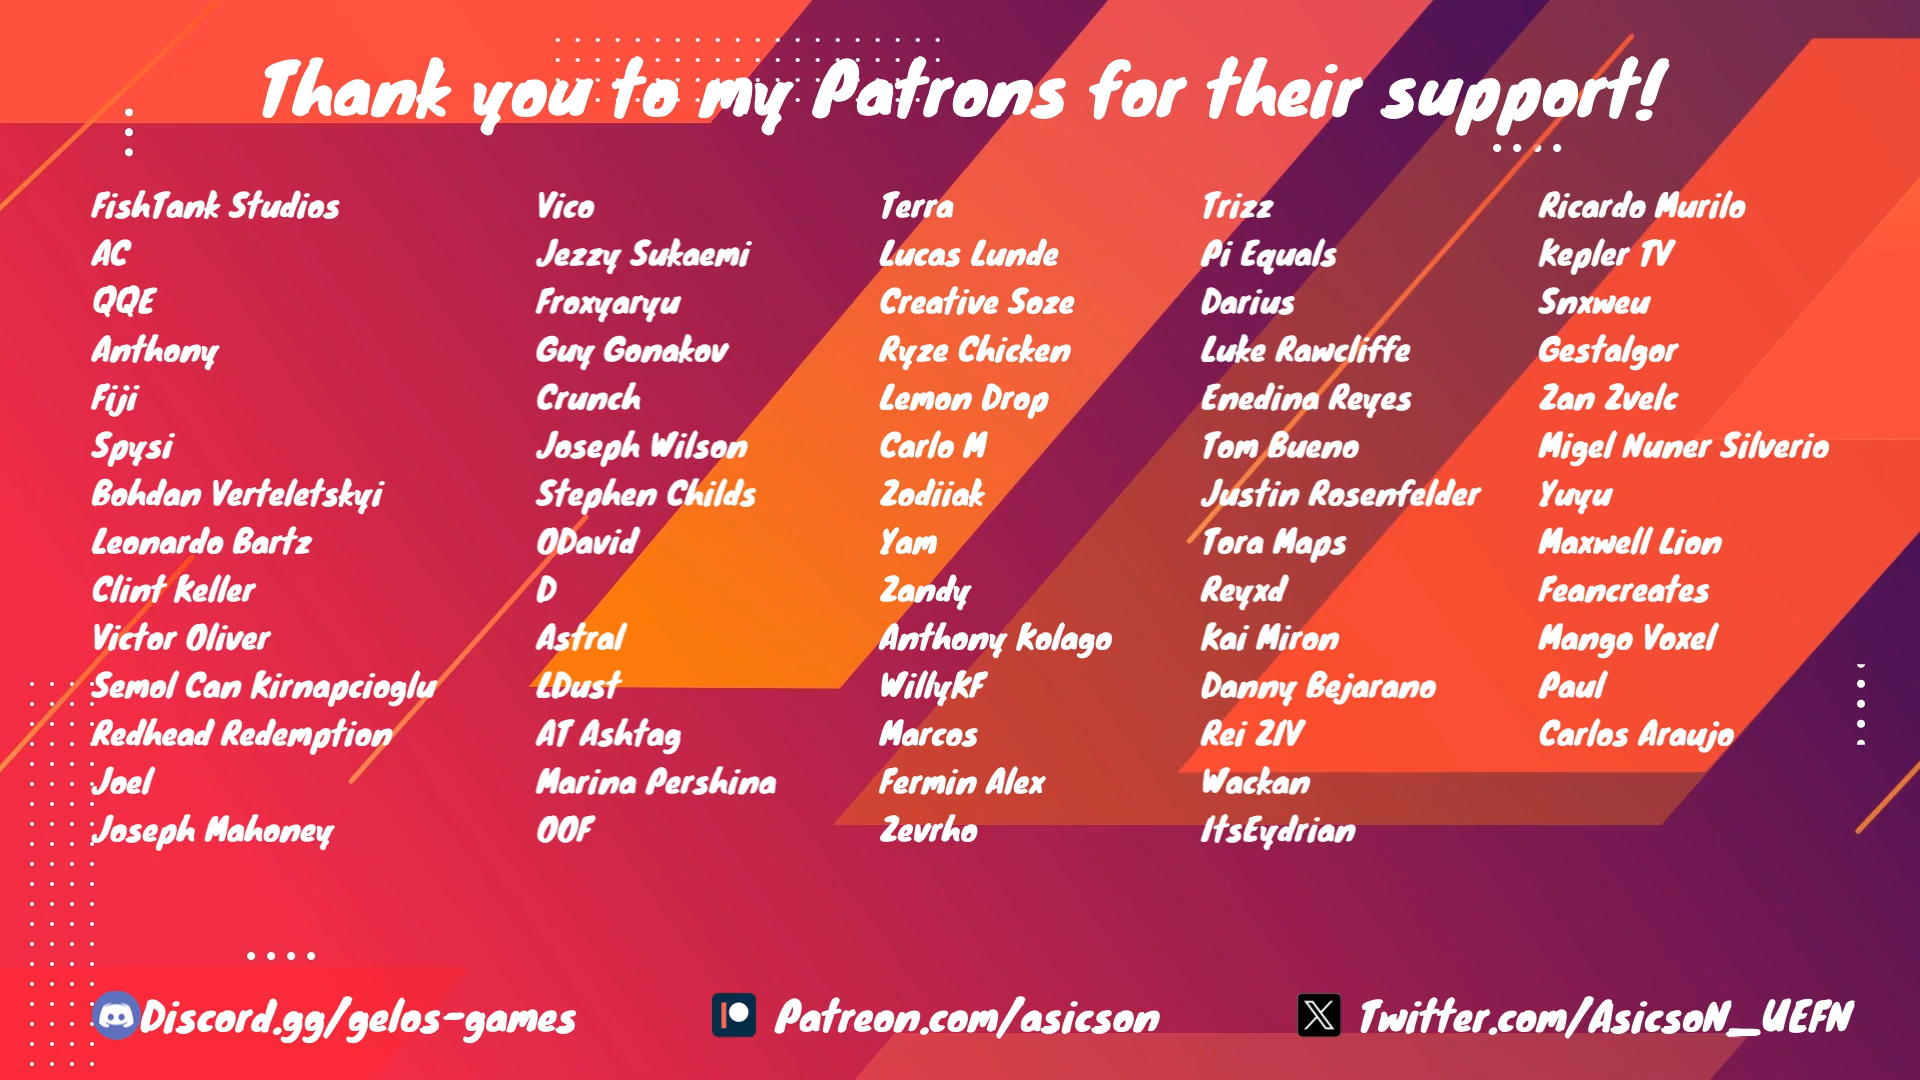 Thank you to my Patrons for their support!
FishTank Studios
AC
QQE
Anthony
Fiji
Spysi
Bohdan Verteletskyi
Leonardo Bartz
Clint Keller
Victor Oliver
Semol Can Kirnapcioglu
Redhead Redemption
Joel
Joseph Mahoney
Vico
Jezzy Sukaemi
Froxyaryu
Guy Gonakov
Crunch
Joseph Wilson
Stephen Childs
ODavid
D
Astral
LDust
AT Ashtag
Marina Pershina
OOF
Terra
Lucas Lunde
Creative Soze
Ryze Chicken
Lemon Drop
Carlo M
Zodiiak
Yam
Zandy
Anthony Kolago
WillyKF
Marcos
Fermin Alex
Zevrho
Trizz
Pi Equals
Darius
Luke Rawcliffe
Enedina Reyes
Tom Bueno
Justin Rosenfelder
Tora Maps
Reyxd
Kai Miron
Danny Bejarano
Rei ZIV
Wackan
ItsEydrian
Ricardo Murilo
Kepler TV
Snxweu
Gestalgor
Zan Zvelc
Migel Nuner Silverio
Yuyu
Maxwell Lion
Feancreates
Mango Voxel
Paul
Carlos Araujo
Discord.gg/gelos-games
Patreon.com/asicson
Twitter.com/AsicsoN__UEFN